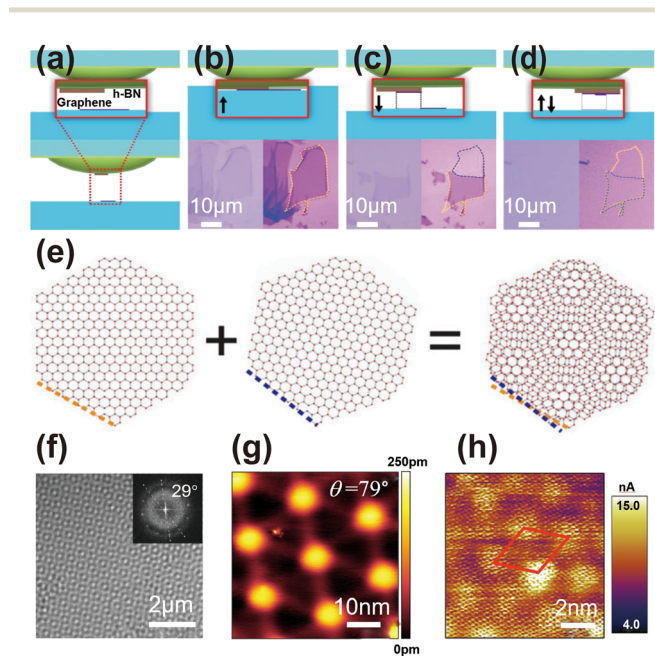 (a)
(b)
(c)
(d)
h-BN
Graphene
10μm
10μm
10μm
(e)
+
=
(f)
(g)
(h)
29°
2μm
250pm
θ=79°
10nm
0pm
nA
15.0
2nm
4.0